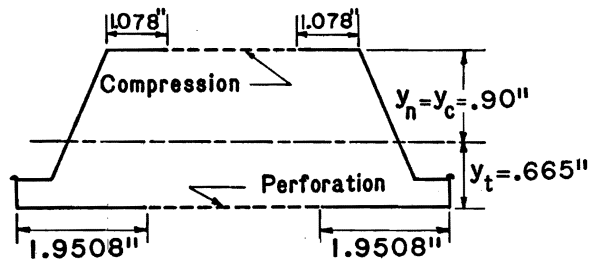 1.078" 1.078"
Compression
yn=yc=.90"
Perforation
yt=.665"
1.9508" 1.9508"